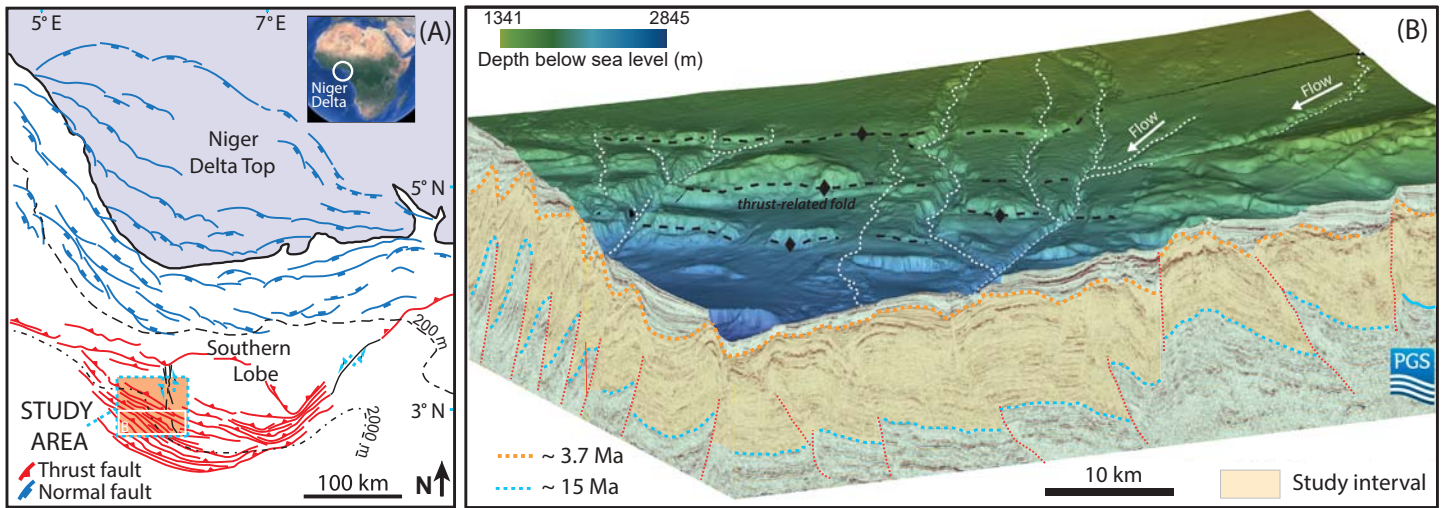 5° E
7° E
(A)
Niger
Delta
Niger
Delta Top
5° N
200 m
Southern
Lobe
STUDY
AREA
3° N
2000 m
B
Thrust fault
Normal fault
100 km
N
1341
2845
Depth below sea level (m)
(B)
Flow
Flow
thrust-related fold
PGS
~ 3.7 Ma
~ 15 Ma
10 km
Study interval